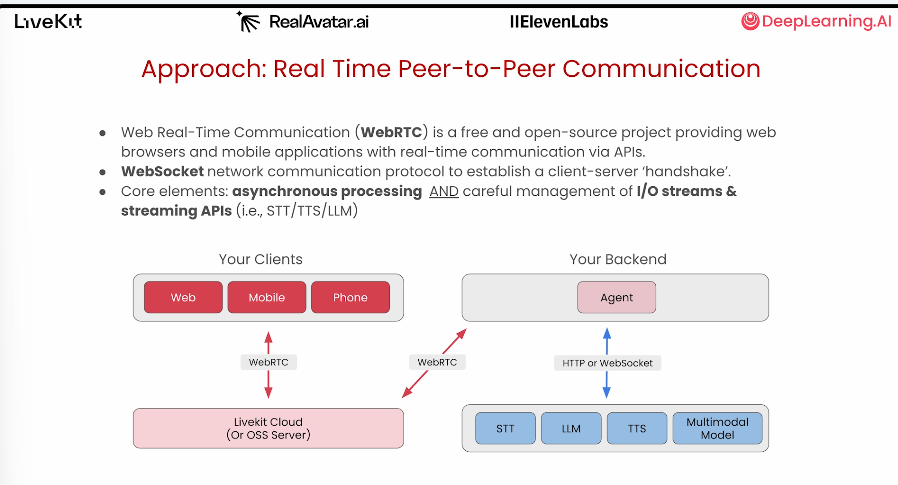 LiveKit
RealAvatar.ai
IIElevenLabs
DeepLearning.AI
Approach: Real Time Peer-to-Peer Communication
● Web Real-Time Communication (WebRTC) is a free and open-source project providing web
browsers and mobile applications with real-time communication via APIs.
● WebSocket network communication protocol to establish a client-server ‘handshake’.
● Core elements: asynchronous processing AND careful management of I/O streams &
streaming APIs (i.e., STT/TTS/LLM)
Your Clients
Web
Mobile
Phone
Your Backend
Agent
WebRTC
WebRTC
HTTP or WebSocket
Livekit Cloud
(Or OSS Server)
STT
LLM
TTS
Multimodal
Model